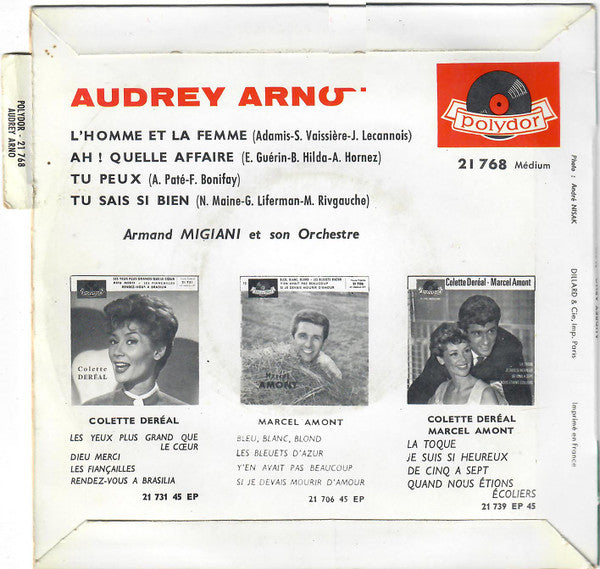 AUDREY ARNO
L'HOMME ET LA FEMME (Adamis-S. Vaissière-J. Lecannois)
AH ! QUELLE AFFAIRE (E. Guérin-B. Hilda-A. Hornez)
TU PEUX (A. Paté-F. Bonifay)
TU SAIS SI BIEN (N. Maine-G. Liferman-M. Rivgauche)
Armand MIGIANI et son Orchestre
polydor
21 768 Médium
POLYDOR - 21 768
AUDREY ARNO
Photo : André NISAK
DILLARD & Cie, Imp. Paris
Imprimé en France
Colette
DERÉAL
COLETTE DERÉAL
LES YEUX PLUS GRAND QUE
LE CŒUR
DIEU MERCI
LES FIANÇAILLES
RENDEZ-VOUS A BRASILIA
21 731 45 EP
Marcel
AMONT
MARCEL AMONT
BLEU, BLANC, BLOND
LES BLEUETS D'AZUR
Y'EN AVAIT PAS BEAUCOUP
SI JE DEVAIS MOURIR D'AMOUR
21 706 45 EP
Colette Deréal - Marcel Amont
COLETTE DERÉAL
MARCEL AMONT
LA TOQUE
JE SUIS SI HEUREUX
DE CINQ A SEPT
QUAND NOUS ÉTIONS
ÉCOLIERS
21 739 EP 45